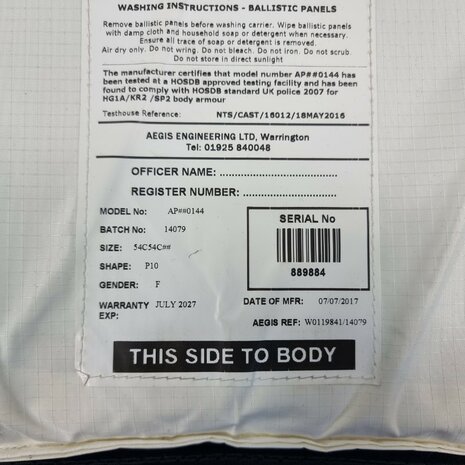 WASHING INSTRUCTIONS - BALLISTIC PANELS
Remove ballistic panels before washing carrier. Wipe ballistic panels
with damp cloth and household soap or detergent when necessary.
Ensure all trace of soap or detergent is removed.
Air dry only. Do not wring. Do not bleach. Do not iron. Do not scrub.
Do not store in direct sunlight
The manufacturer certifies that model number AP##0144 has
been tested at a HOSDB approved testing facility and has been
found to comply with HOSDB standard UK police 2007 for
HG1A/KR2 /SP2 body armour
Testhouse Reference: NTS/CAST/16012/18MAY2016
AEGIS ENGINEERING LTD, Warrington
Tel: 01925 840048
OFFICER NAME: ..............................
REGISTER NUMBER: ........................
MODEL No: AP##0144
BATCH No: 14079
SIZE: 54C54C##
SHAPE: P10
GENDER: F
WARRANTY EXP: JULY 2027
SERIAL No
889884
DATE OF MFR: 07/07/2017
AEGIS REF: W0119841/14079
THIS SIDE TO BODY